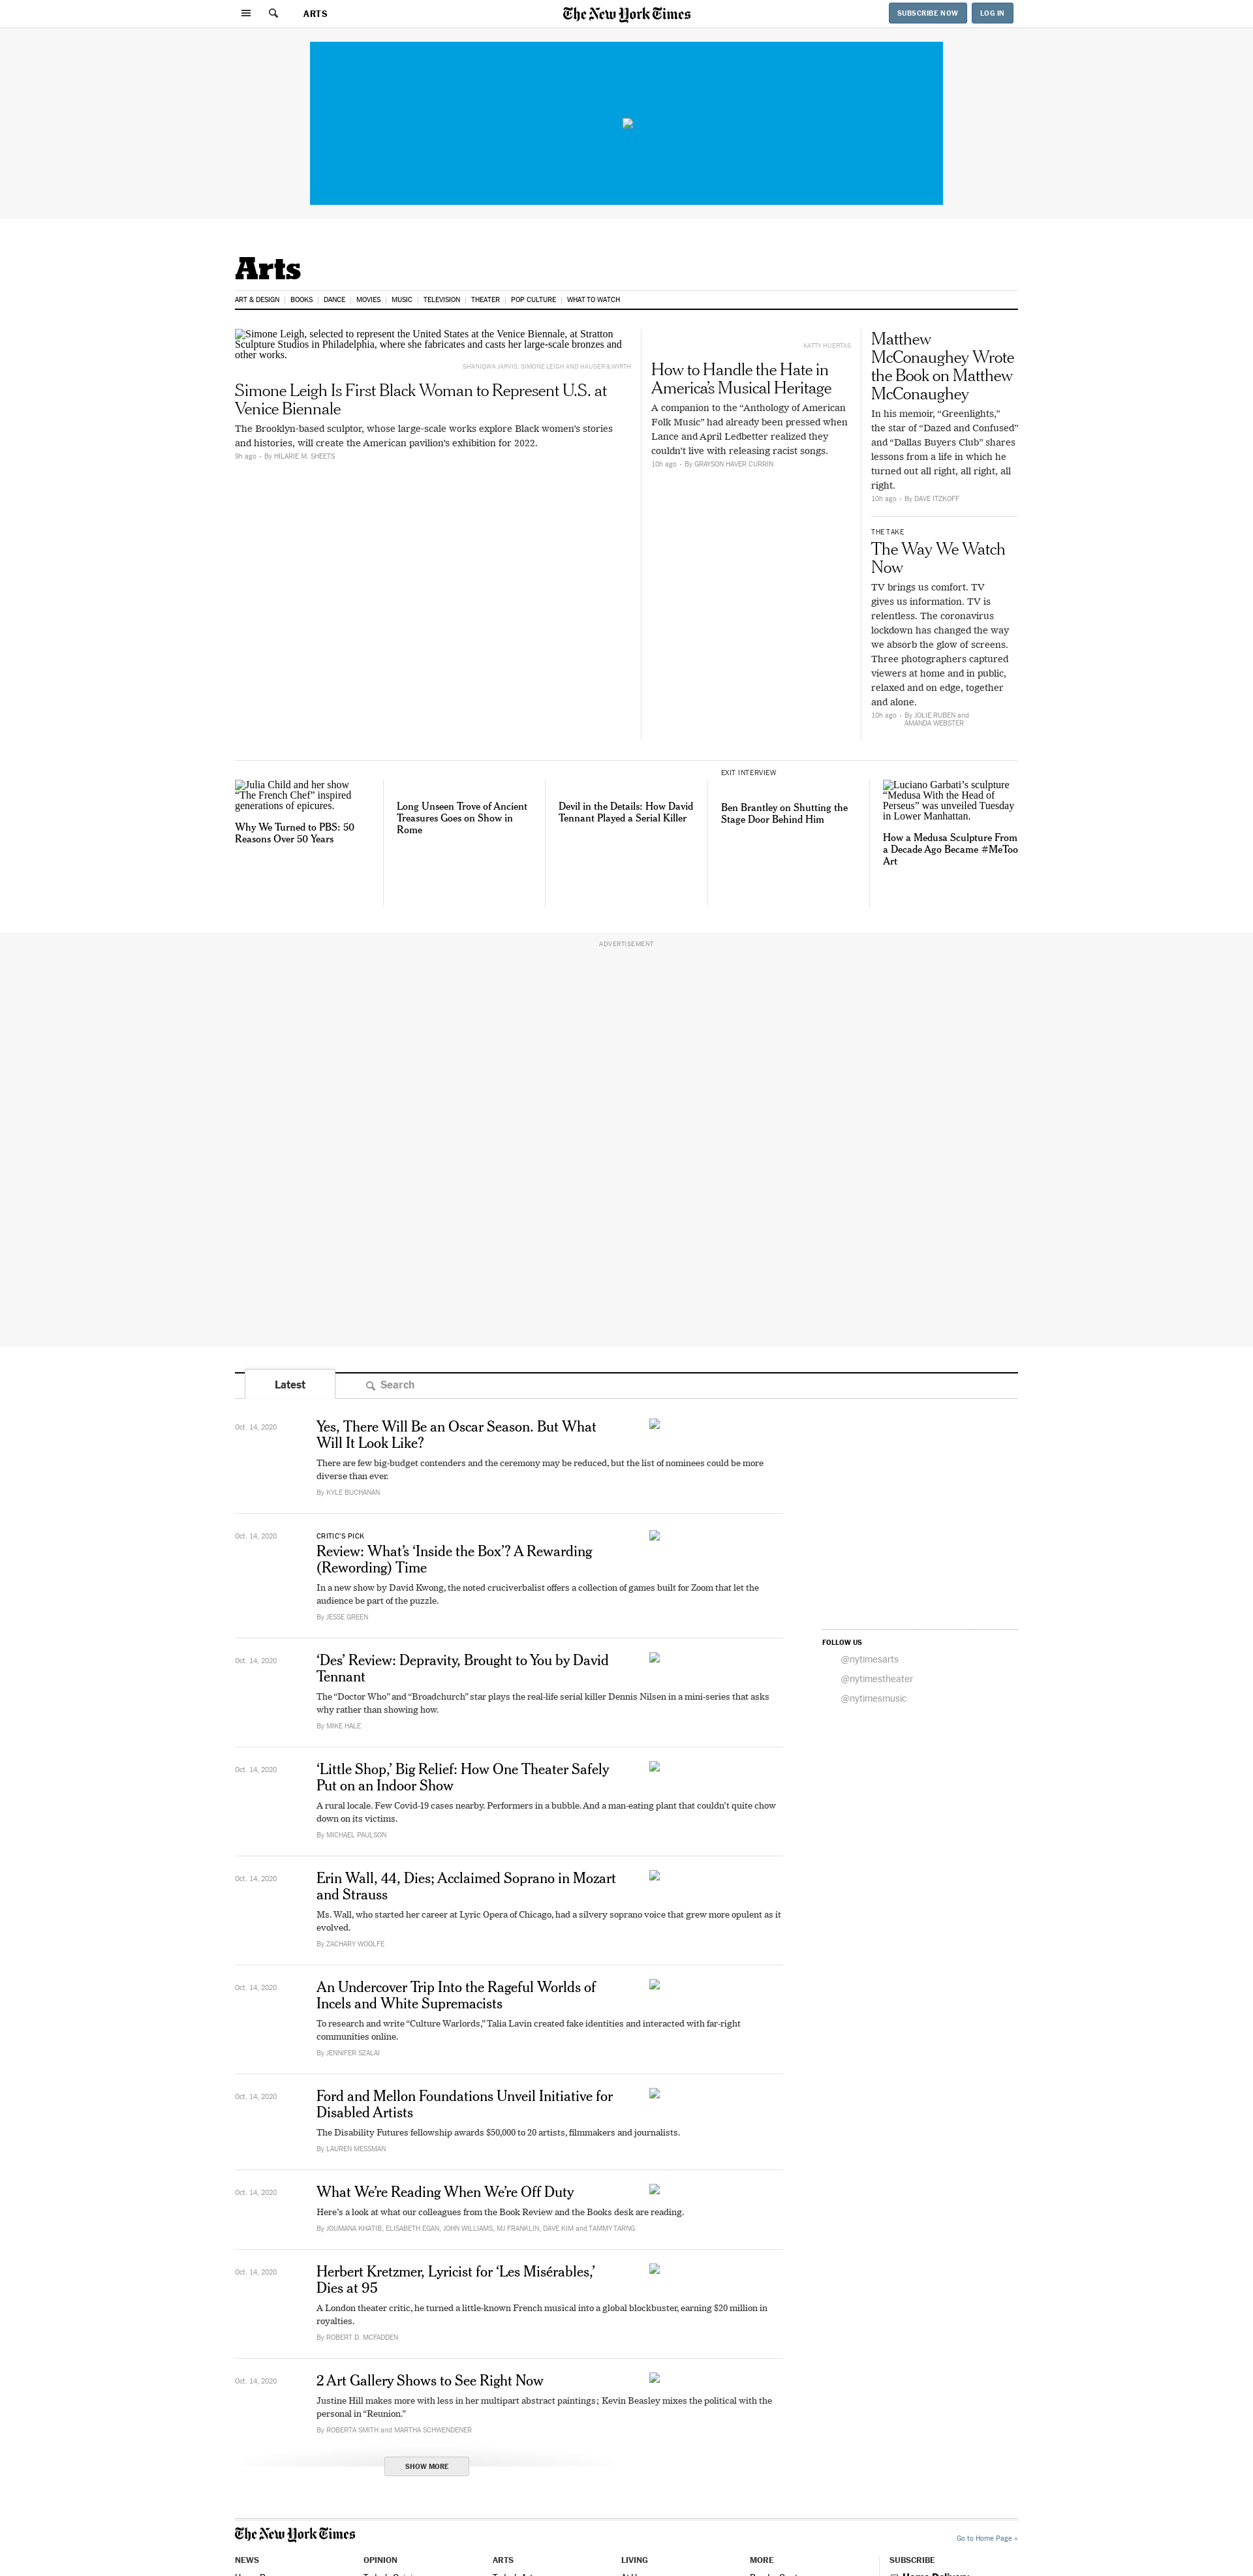 ARTS
The New York Times
SUBSCRIBE NOW
LOG IN
Arts
ART & DESIGN
BOOKS
DANCE
MOVIES
MUSIC
TELEVISION
THEATER
POP CULTURE
WHAT TO WATCH
Simone Leigh, selected to represent the United States at the Venice Biennale, at Stratton
Sculpture Studios in Philadelphia, where she fabricates and casts her large-scale bronzes and
other works.
SHANIQWA JARVIS; SIMONE LEIGH AND HAUSER & WIRTH
Simone Leigh Is First Black Woman to Represent U.S. at
Venice Biennale
The Brooklyn-based sculptor, whose large-scale works explore Black women's stories
and histories, will create the American pavilion's exhibition for 2022.
9h ago • By HILARIE M. SHEETS
KATTY HUERTAS
How to Handle the Hate in
America's Musical Heritage
A companion to the “Anthology of American
Folk Music” had already been pressed when
Lance and April Ledbetter realized they
couldn't live with releasing racist songs.
10h ago • By GRAYSON HAVER CURRIN
Matthew
McConaughey Wrote
the Book on Matthew
McConaughey
In his memoir, “Greenlights,”
the star of “Dazed and Confused”
and “Dallas Buyers Club” shares
lessons from a life in which he
turned out all right, all right, all
right.
10h ago • By DAVE ITZKOFF
THE TAKE
The Way We Watch
Now
TV brings us comfort. TV
gives us information. TV is
relentless. The coronavirus
lockdown has changed the way
we absorb the glow of screens.
Three photographers captured
viewers at home and in public,
relaxed and on edge, together
and alone.
10h ago • By JOLIE RUBEN and
AMANDA WEBSTER
Julia Child and her show
“The French Chef” inspired
generations of epicures.
Why We Turned to PBS: 50
Reasons Over 50 Years
Long Unseen Trove of Ancient
Treasures Goes on Show in
Rome
Devil in the Details: How David
Tennant Played a Serial Killer
EXIT INTERVIEW
Ben Brantley on Shutting the
Stage Door Behind Him
Luciano Garbati's sculpture
“Medusa With the Head of
Perseus” was unveiled Tuesday
in Lower Manhattan.
How a Medusa Sculpture From
a Decade Ago Became #MeToo
Art
ADVERTISEMENT
Latest
Search
Oct. 14, 2020
Yes, There Will Be an Oscar Season. But What
Will It Look Like?
There are few big-budget contenders and the ceremony may be reduced, but the list of nominees could be more
diverse than ever.
By KYLE BUCHANAN
Oct. 14, 2020
CRITIC'S PICK
Review: What's ‘Inside the Box’? A Rewarding
(Rewording) Time
In a new show by David Kwong, the noted cruciverbalist offers a collection of games built for Zoom that let the
audience be part of the puzzle.
By JESSE GREEN
FOLLOW US
@nytimesarts
@nytimestheater
@nytimesmusic
Oct. 14, 2020
‘Des’ Review: Depravity, Brought to You by David
Tennant
The “Doctor Who” and “Broadchurch” star plays the real-life serial killer Dennis Nilsen in a mini-series that asks
why rather than showing how.
By MIKE HALE
Oct. 14, 2020
‘Little Shop,’ Big Relief: How One Theater Safely
Put on an Indoor Show
A rural locale. Few Covid-19 cases nearby. Performers in a bubble. And a man-eating plant that couldn't quite chow
down on its victims.
By MICHAEL PAULSON
Oct. 14, 2020
Erin Wall, 44, Dies; Acclaimed Soprano in Mozart
and Strauss
Ms. Wall, who started her career at Lyric Opera of Chicago, had a silvery soprano voice that grew more opulent as it
evolved.
By ZACHARY WOOLFE
Oct. 14, 2020
An Undercover Trip Into the Rageful Worlds of
Incels and White Supremacists
To research and write “Culture Warlords,” Talia Lavin created fake identities and interacted with far-right
communities online.
By JENNIFER SZALAI
Oct. 14, 2020
Ford and Mellon Foundations Unveil Initiative for
Disabled Artists
The Disability Futures fellowship awards $50,000 to 20 artists, filmmakers and journalists.
By LAUREN MESSMAN
Oct. 14, 2020
What We're Reading When We're Off Duty
Here's a look at what our colleagues from the Book Review and the Books desk are reading.
By JOUMANA KHATIB, ELISABETH EGAN, JOHN WILLIAMS, MJ FRANKLIN, DAVE KIM and TAMMY TARNG
Oct. 14, 2020
Herbert Kretzmer, Lyricist for ‘Les Misérables,’
Dies at 95
A London theater critic, he turned a little-known French musical into a global blockbuster, earning $20 million in
royalties.
By ROBERT D. MCFADDEN
Oct. 14, 2020
2 Art Gallery Shows to See Right Now
Justine Hill makes more with less in her multipart abstract paintings; Kevin Beasley mixes the political with the
personal in “Reunion.”
By ROBERTA SMITH and MARTHA SCHWENDENER
SHOW MORE
The New York Times
Go to Home Page »
NEWS
OPINION
ARTS
LIVING
MORE
SUBSCRIBE